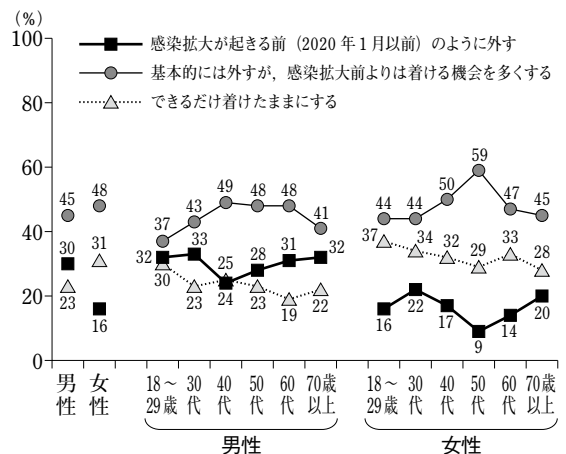 (%)
100
80
60
40
20
0
感染拡大が起きる前（2020年1月以前）のように外す
基本的には外すが，感染拡大前よりは着ける機会を多くする
できるだけ着けたままにする
45 48
30 31
23 16
37 43 49 48 48 41
32 33 24 28 31 32
30 23 25 23 19 22
44 44 50 59 47 45
37 34 32 29 33 28
16 22 17 9 14 20
男性 女性
18～29歳 30代 40代 50代 60代 70歳以上
18～29歳 30代 40代 50代 60代 70歳以上
男性 女性